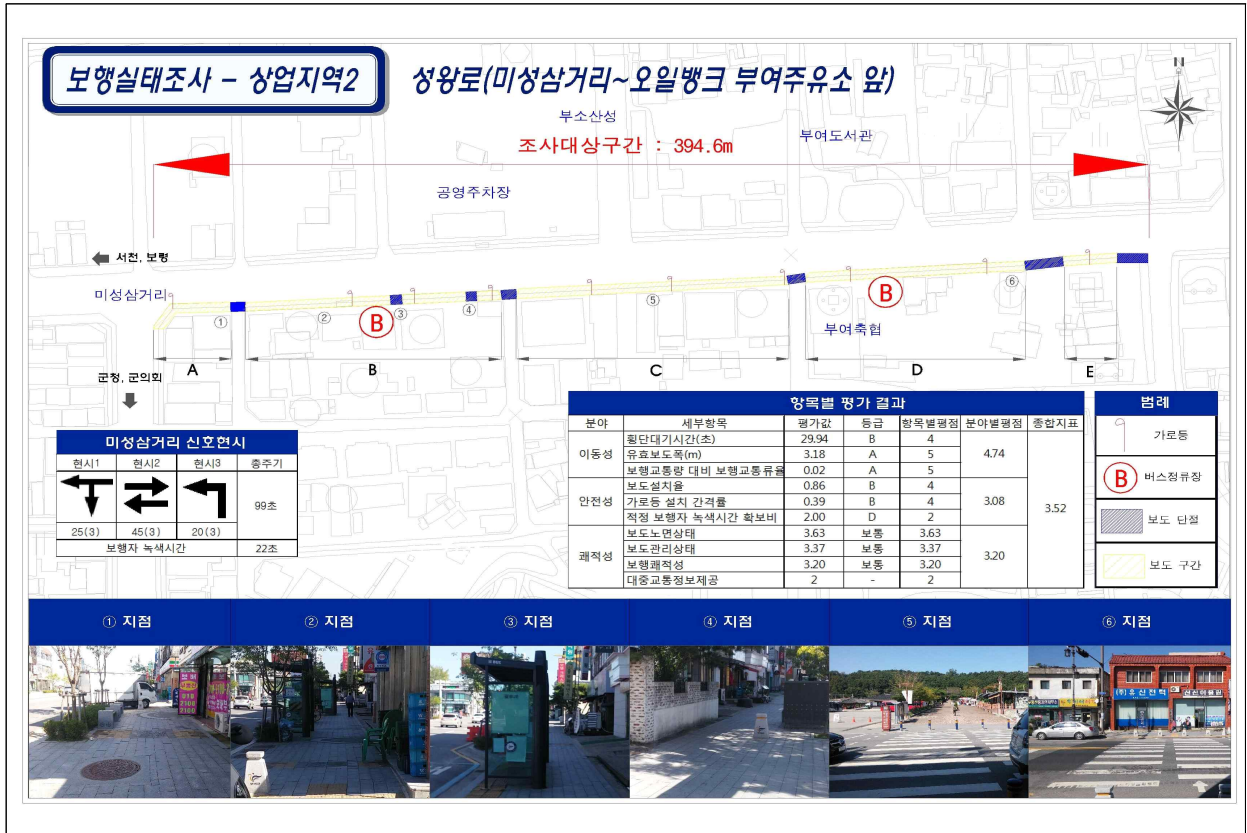 보행실태조사 - 상업지역2
성왕로(미성삼거리~오일뱅크 부여주유소 앞)
N
부소산성
부여도서관
조사대상구간 : 394.6m
공영주차장
서천, 보령
미성삼거리
① ② B ③ ④ ⑤ B ⑥
부여축협
A B C D E
군청, 군의회
미성삼거리 신호현시
현시1 현시2 현시3 총주기
99초
25(3) 45(3) 20(3)
보행자 녹색시간 22초
항목별 평가 결과
분야 세부항목 평가값 등급 항목별평점 분야별평점 종합지표
이동성 횡단대기시간(초) 29.94 B 4 4.74 3.52
유효보도폭(m) 3.18 A 5
보행교통량 대비 보행교통류율 0.02 A 5
안전성 보도설치율 0.86 B 4 3.08
가로등 설치 간격률 0.39 B 4
적정 보행자 녹색시간 확보비 2.00 D 2
쾌적성 보도노면상태 3.63 보통 3.63 3.20
보도관리상태 3.37 보통 3.37
보행쾌적성 3.20 보통 3.20
대중교통정보제공 2 - 2
범례
가로등
B 버스정류장
보도 단절
보도 구간
① 지점 ② 지점 ③ 지점 ④ 지점 ⑤ 지점 ⑥ 지점
(주)유신전력